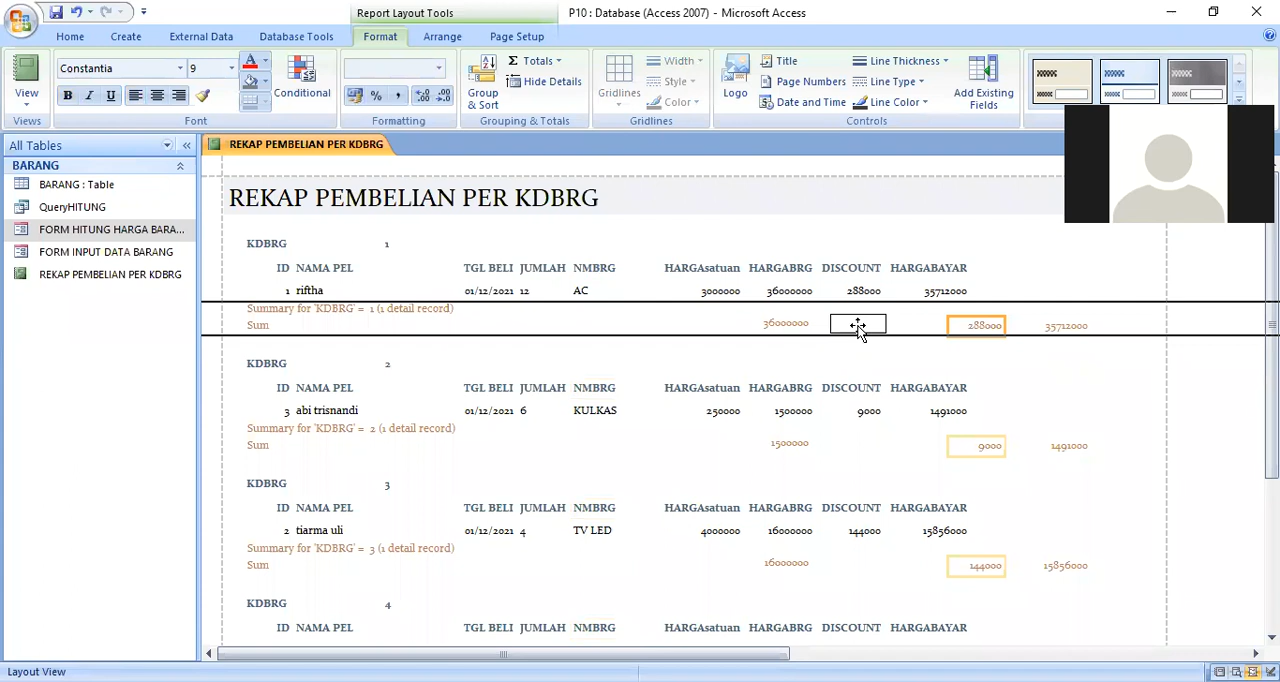 Report Layout Tools
P10 : Database (Access 2007) - Microsoft Access
Home Create External Data Database Tools Format Arrange Page Setup
Constantia 9
Σ Totals
Title
Line Thickness
Width
View
B I U
A
Conditional
% ,
Group & Sort
Hide Details
Gridlines
Style
Color
Logo
Page Numbers
Date and Time
Line Type
Line Color
Add Existing Fields
Views Font Formatting Grouping & Totals Gridlines Controls
All Tables
BARANG
BARANG : Table
QueryHITUNG
FORM HITUNG HARGA BARA...
FORM INPUT DATA BARANG
REKAP PEMBELIAN PER KDBRG
REKAP PEMBELIAN PER KDBRG
REKAP PEMBELIAN PER KDBRG
KDBRG 1
ID NAMA PEL TGL BELI JUMLAH NMBRG HARGAsatuan HARGABRG DISCOUNT HARGABAYAR
1 riftha 01/12/2021 12 AC 3000000 36000000 288000 35712000
Summary for 'KDBRG' = 1 (1 detail record)
Sum 36000000 288000 35712000
KDBRG 2
ID NAMA PEL TGL BELI JUMLAH NMBRG HARGAsatuan HARGABRG DISCOUNT HARGABAYAR
3 abi trisnandi 01/12/2021 6 KULKAS 250000 1500000 9000 1491000
Summary for 'KDBRG' = 2 (1 detail record)
Sum 1500000 9000 1491000
KDBRG 3
ID NAMA PEL TGL BELI JUMLAH NMBRG HARGAsatuan HARGABRG DISCOUNT HARGABAYAR
2 tiarma uli 01/12/2021 4 TV LED 4000000 16000000 144000 15856000
Summary for 'KDBRG' = 3 (1 detail record)
Sum 16000000 144000 15856000
KDBRG 4
ID NAMA PEL TGL BELI JUMLAH NMBRG HARGAsatuan HARGABRG DISCOUNT HARGABAYAR
Layout View